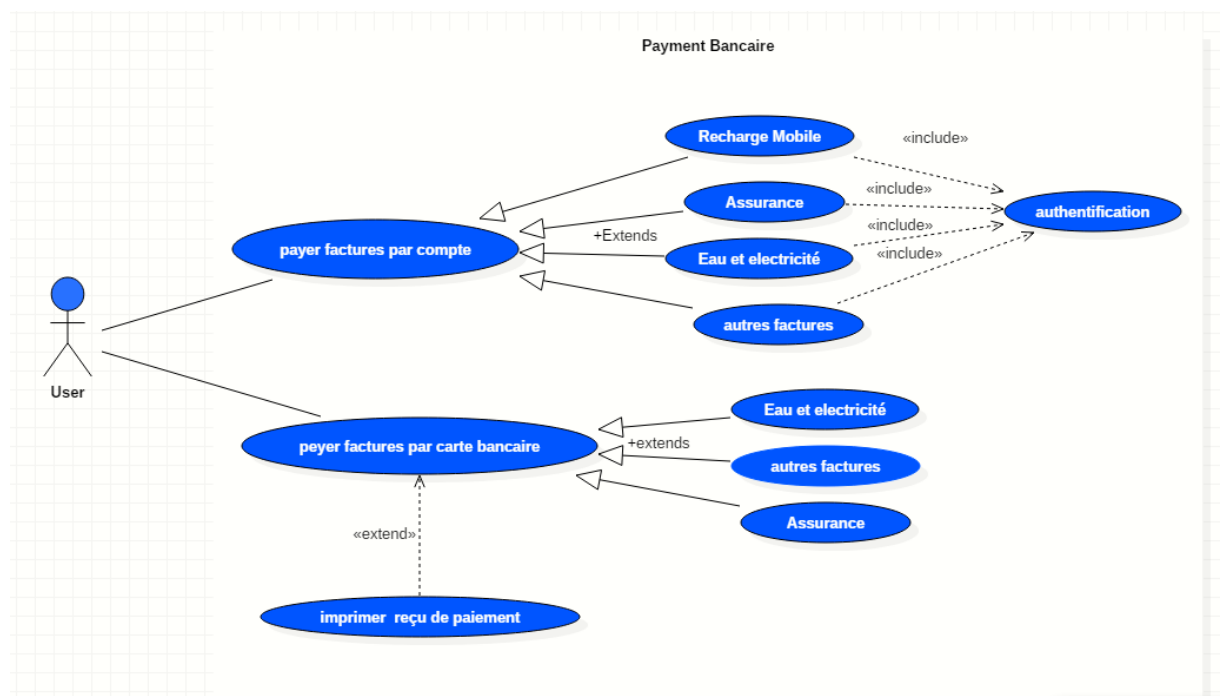 Payment Bancaire
Recharge Mobile
«include»
Assurance
«include»
authentification
+Extends
«include»
payer factures par compte
Eau et electricité
«include»
autres factures
User
Eau et electricité
peyer factures par carte bancaire
+extends
autres factures
Assurance
«extend»
imprimer reçu de paiement